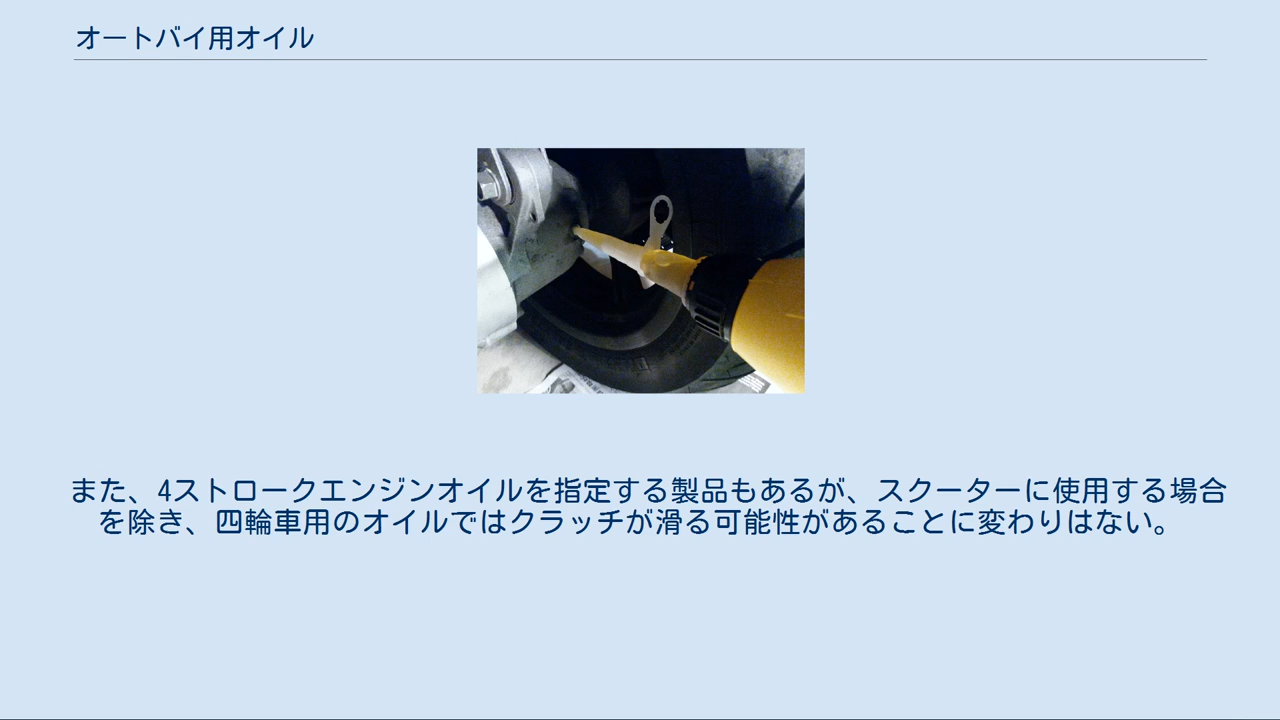 オートバイ用オイル
また、4ストロークエンジンオイルを指定する製品もあるが、スクーターに使用する場合
を除き、四輪車用のオイルではクラッチが滑る可能性があることに変わりはない。